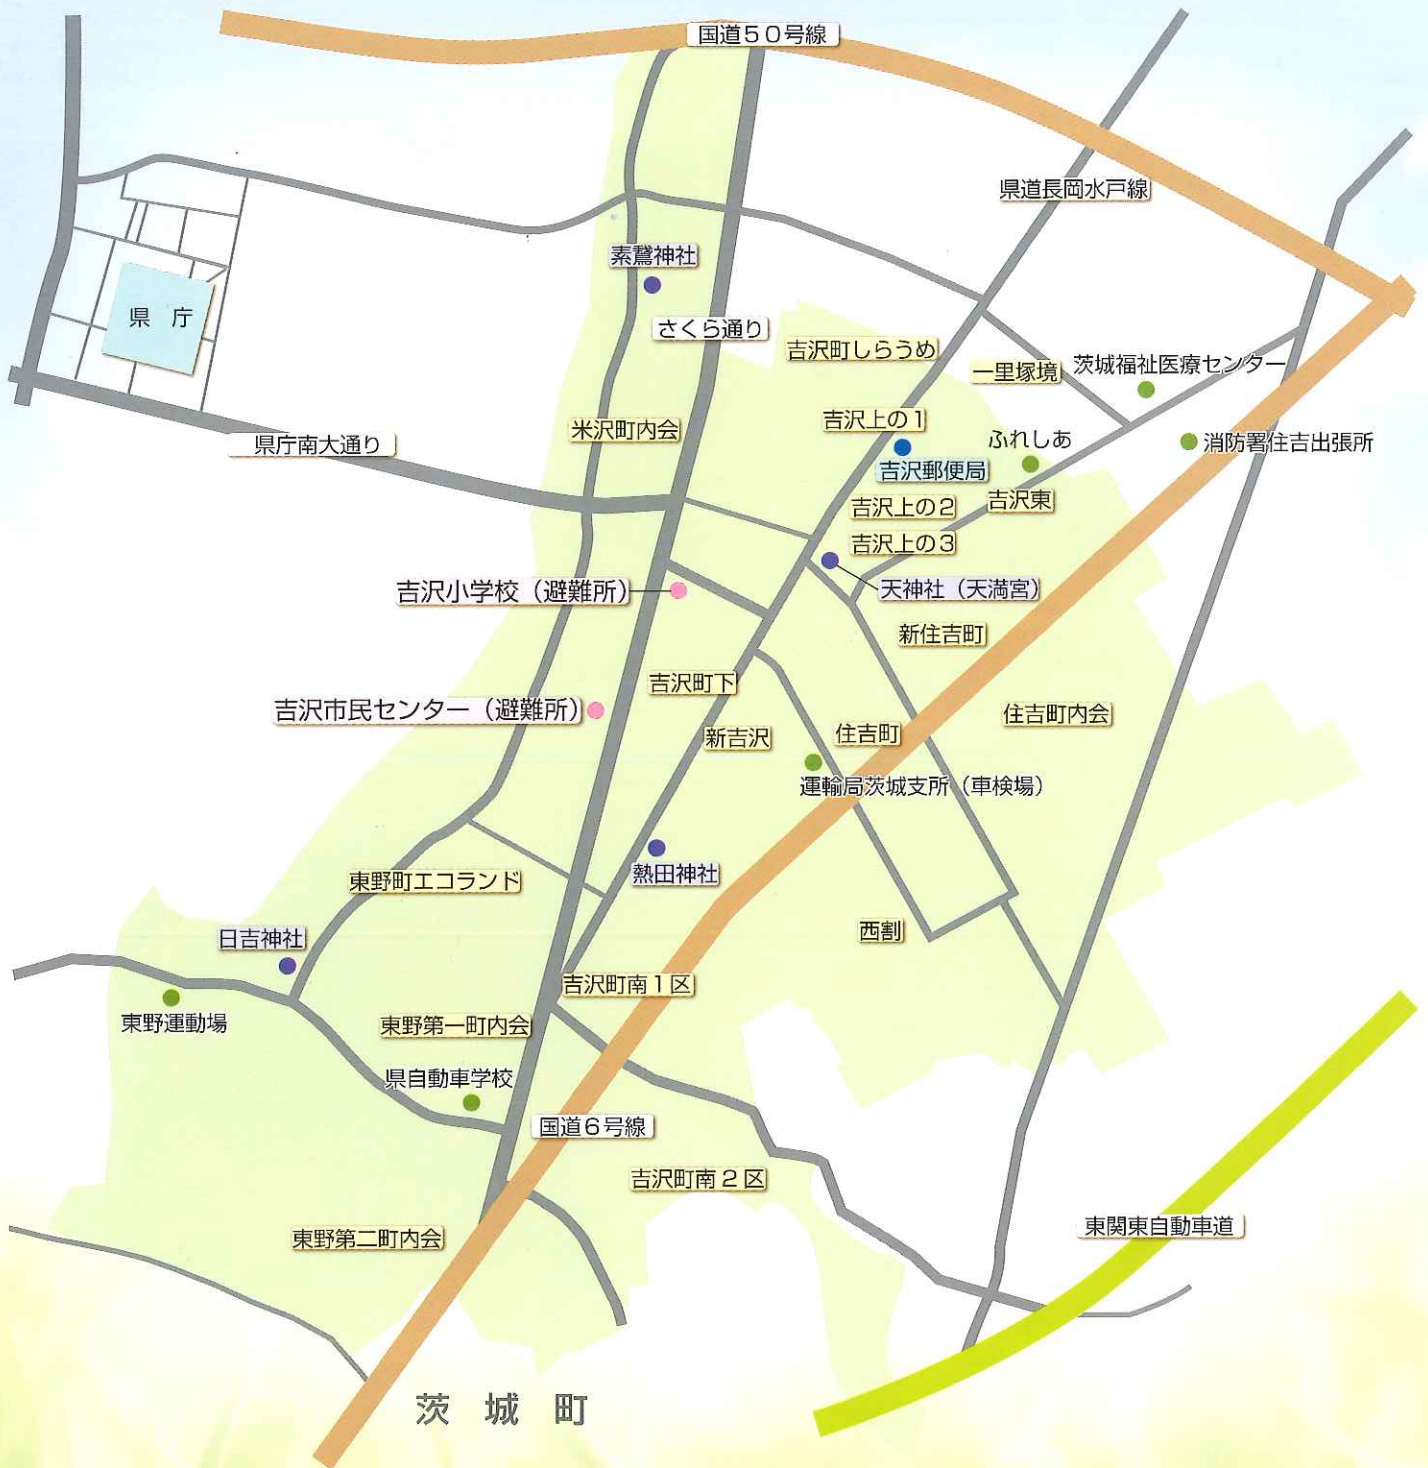 国道50号線
県道長岡水戸線
素鵞神社
県 庁
さくら通り
吉沢町しらうめ
一里塚境
茨城福祉医療センター
吉沢上の1
米沢町内会
ふれしあ
県庁南大通り
消防署住吉出張所
吉沢郵便局
吉沢東
吉沢上の2
吉沢上の3
吉沢小学校(避難所)
天神社(天満宮)
新住吉町
吉沢町下
吉沢市民センター(避難所)
住吉町内会
新吉沢
住吉町
運輸局茨城支所(車検場)
熱田神社
東野町エコランド
西割
日吉神社
吉沢町南1区
東野運動場
東野第一町内会
県自動車学校
国道6号線
吉沢町南2区
東関東自動車道
東野第二町内会
茨 城 町